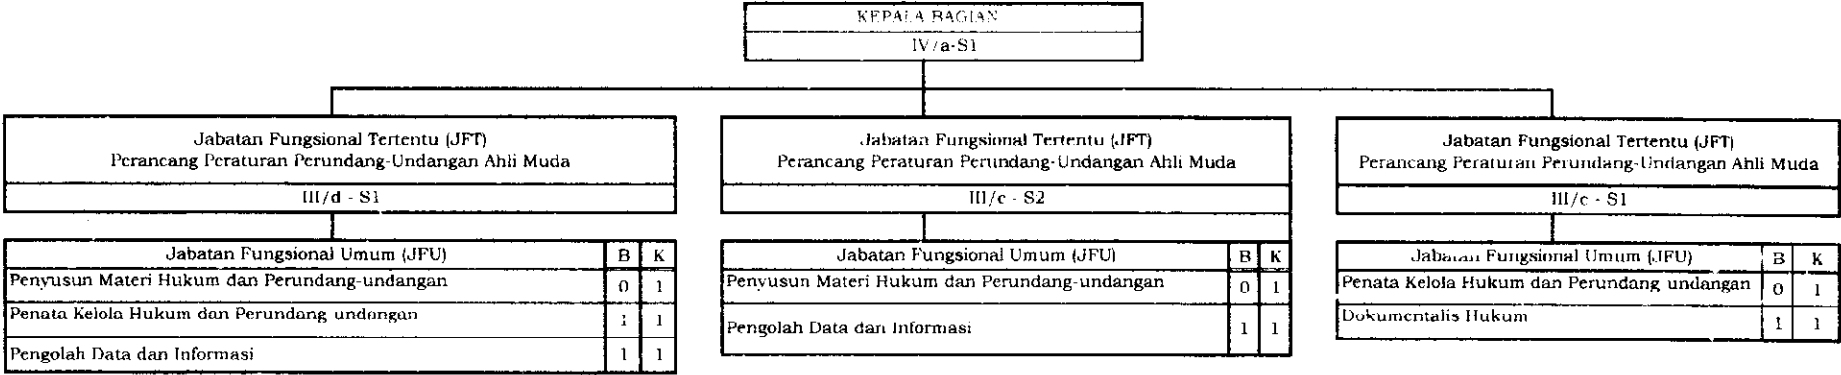 KEPALA BAGIAN
IV/a-S1
Jabatan Fungsional Tertentu (JFT)
Perancang Peraturan Perundang-Undangan Ahli Muda
III/d - S1
Jabatan Fungsional Umum (JFU) B K
Penyusun Materi Hukum dan Perundang-undangan 0 1
Penata Kelola Hukum dan Perundang undangan 1 1
Pengolah Data dan Informasi 1 1
Jabatan Fungsional Tertentu (JFT)
Perancang Peraturan Perundang-Undangan Ahli Muda
III/c - S2
Jabatan Fungsional Umum (JFU) B K
Penyusun Materi Hukum dan Perundang-undangan 0 1
Pengolah Data dan Informasi 1 1
Jabatan Fungsional Tertentu (JFT)
Perancang Peraturan Perundang-Undangan Ahli Muda
III/c - S1
Jabatan Fungsional Umum (JFU) B K
Penata Kelola Hukum dan Perundang undangan 0 1
Dokumentalis Hukum 1 1